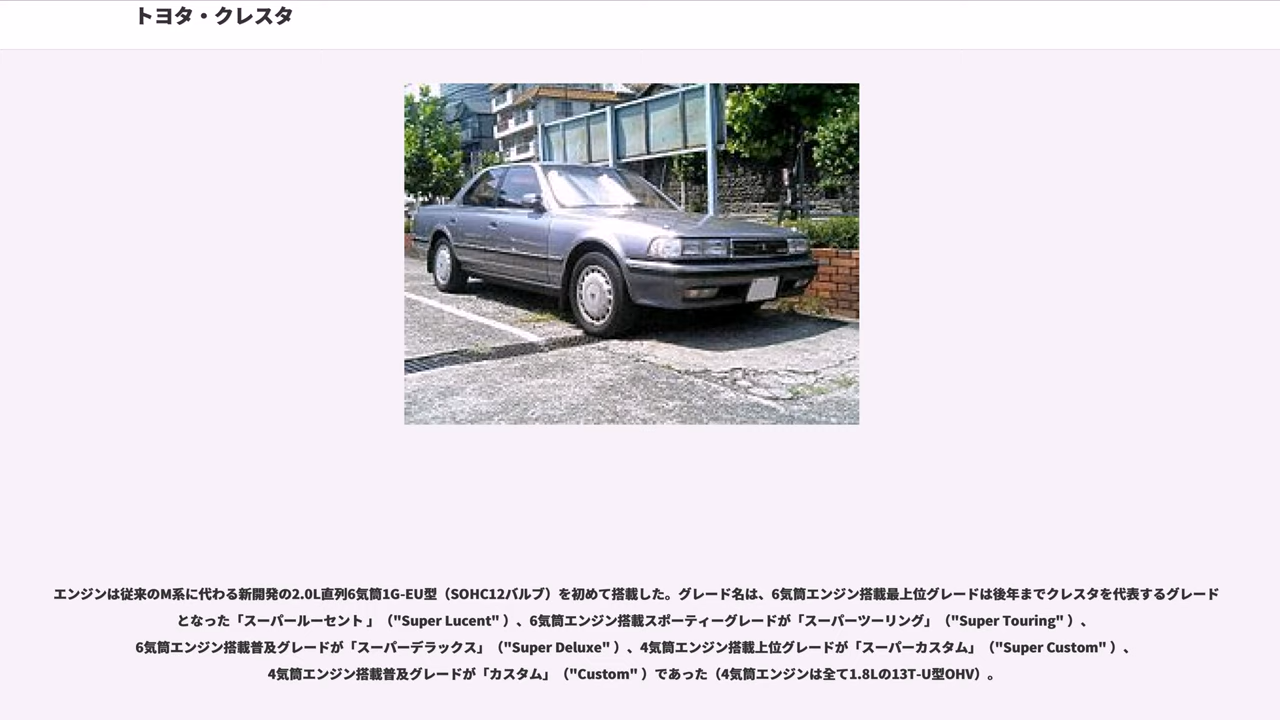 トヨタ・クレスタ
エンジンは従来のM系に代わる新開発の2.0L直列6気筒1G-EU型（SOHC12バルブ）を初めて搭載した。グレード名は、6気筒エンジン搭載最上位グレードは後年までクレスタを代表するグレード
となった「スーパールーセント 」（"Super Lucent" ）、6気筒エンジン搭載スポーティーグレードが「スーパーツーリング」（"Super Touring" ）、
6気筒エンジン搭載普及グレードが「スーパーデラックス」（"Super Deluxe" ）、4気筒エンジン搭載上位グレードが「スーパーカスタム」（"Super Custom" ）、
4気筒エンジン搭載普及グレードが「カスタム」（"Custom" ）であった（4気筒エンジンは全て1.8Lの13T-U型OHV）。